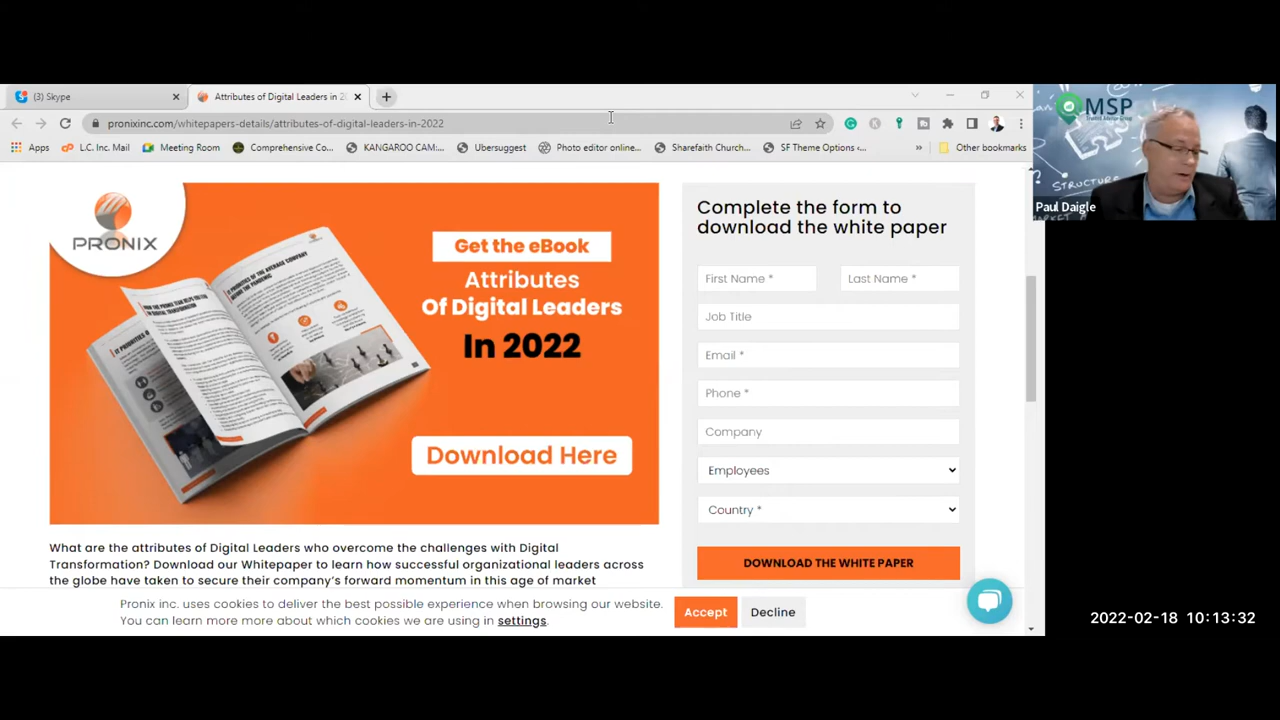 (3) Skype
Attributes of Digital Leaders in 2
pronixinc.com/whitepapers-details/attributes-of-digital-leaders-in-2022
Apps
L.C. Inc. Mail
Meeting Room
Comprehensive Co...
KANGAROO CAM:...
Ubersuggest
Photo editor online...
Sharefaith Church...
SF Theme Options ‹...
»
Other bookmarks
MSP
STRUCTURE
Paul Daigle
PRONIX
Get the eBook
Attributes
Of Digital Leaders
In 2022
Download Here
Complete the form to
download the white paper
First Name *
Last Name *
Job Title
Email *
Phone *
Company
Employees
Country *
DOWNLOAD THE WHITE PAPER
What are the attributes of Digital Leaders who overcome the challenges with Digital
Transformation? Download our Whitepaper to learn how successful organizational leaders across
the globe have taken to secure their company's forward momentum in this age of market
Pronix inc. uses cookies to deliver the best possible experience when browsing our website.
You can learn more more about which cookies we are using in settings.
Accept
Decline
2022-02-18 10:13:32